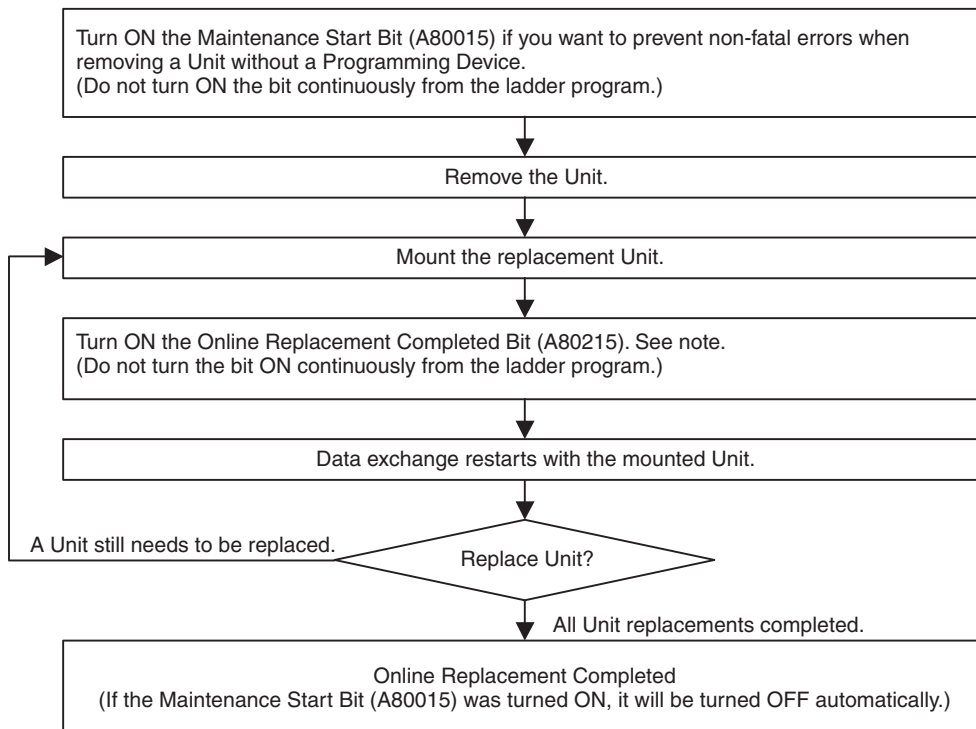 Turn ON the Maintenance Start Bit (A80015) if you want to prevent non-fatal errors when
removing a Unit without a Programming Device.
(Do not turn ON the bit continuously from the ladder program.)
Remove the Unit.
Mount the replacement Unit.
Turn ON the Online Replacement Completed Bit (A80215). See note.
(Do not turn the bit ON continuously from the ladder program.)
Data exchange restarts with the mounted Unit.
A Unit still needs to be replaced.
Replace Unit?
All Unit replacements completed.
Online Replacement Completed
(If the Maintenance Start Bit (A80015) was turned ON, it will be turned OFF automatically.)